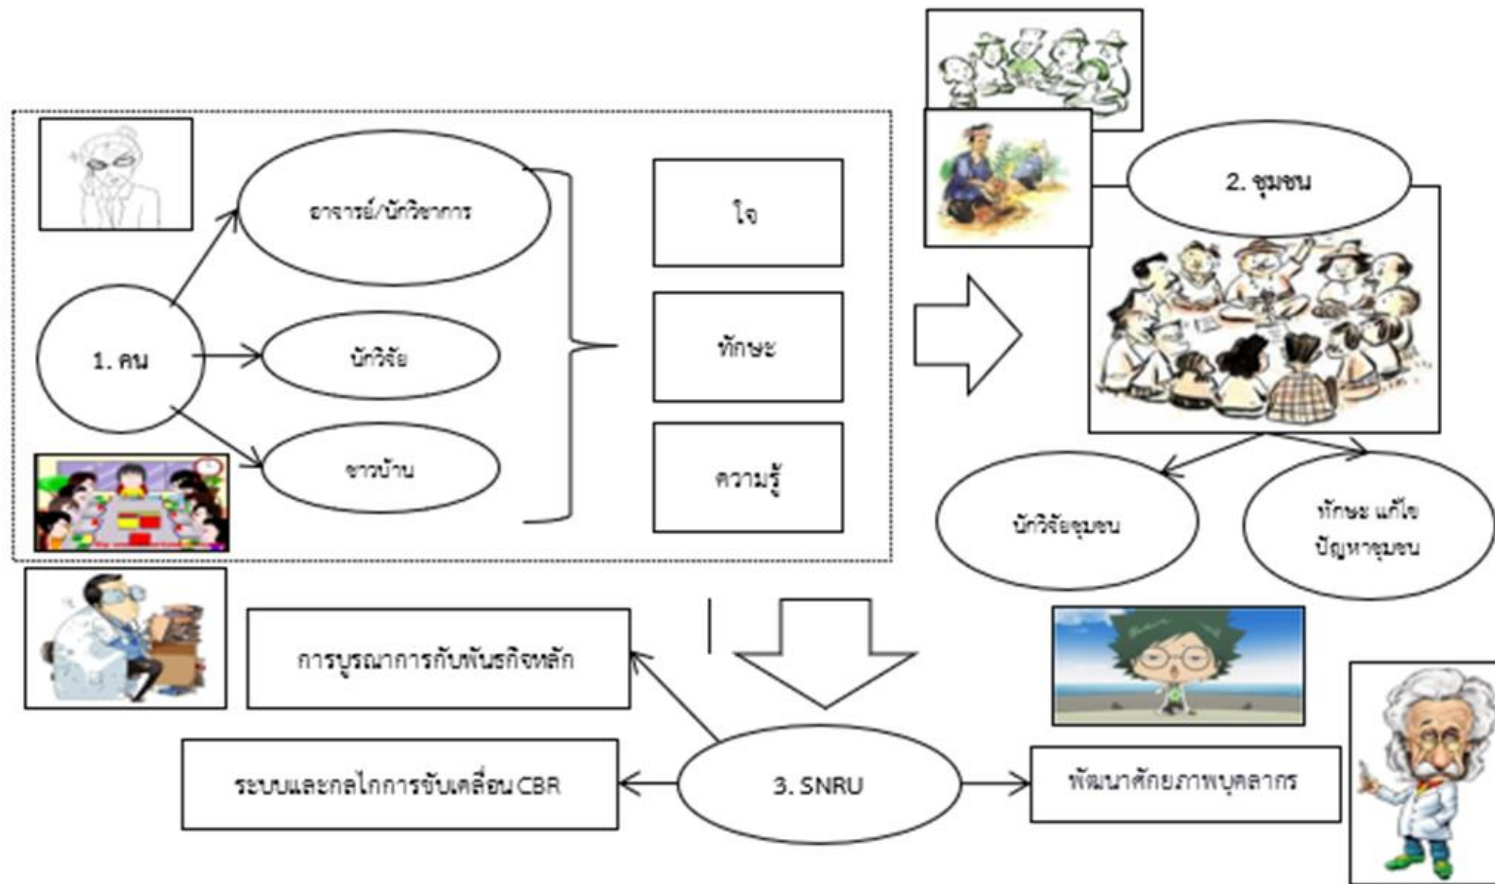 1. คน
อาจารย์/นักวิชาการ
นักวิจัย
ชาวบ้าน
ใจ
ทักษะ
ความรู้
2. ชุมชน
นักวิจัยชุมชน
ทักษะ แก้ไข
ปัญหาชุมชน
3. SNRU
การบูรณาการกับพันธกิจหลัก
ระบบและกลไกการขับเคลื่อน CBR
พัฒนาศักยภาพบุคลากร